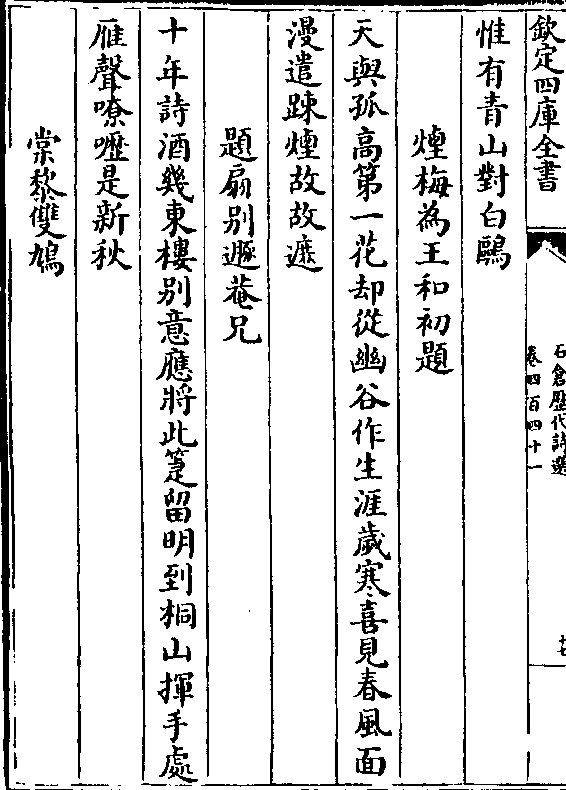 欽定四庫全書
石倉歷代詩選
卷四百四十一
十七
惟有青山對白鷗
煙梅為王和初題
天與孤高第一花却從幽谷作生涯歲寒喜見春風面
漫遣踈煙故故遮
題扇别遯菴兄
十年詩酒幾東樓别意應將此箑留明到桐山揮手處
雁聲嘹嚦是新秋
棠黎雙鳩